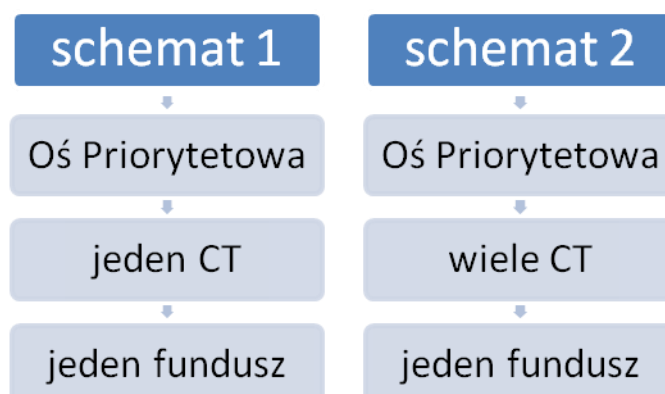 schemat 1
Oś Priorytetowa
jeden CT
jeden fundusz
schemat 2
Oś Priorytetowa
wiele CT
jeden fundusz